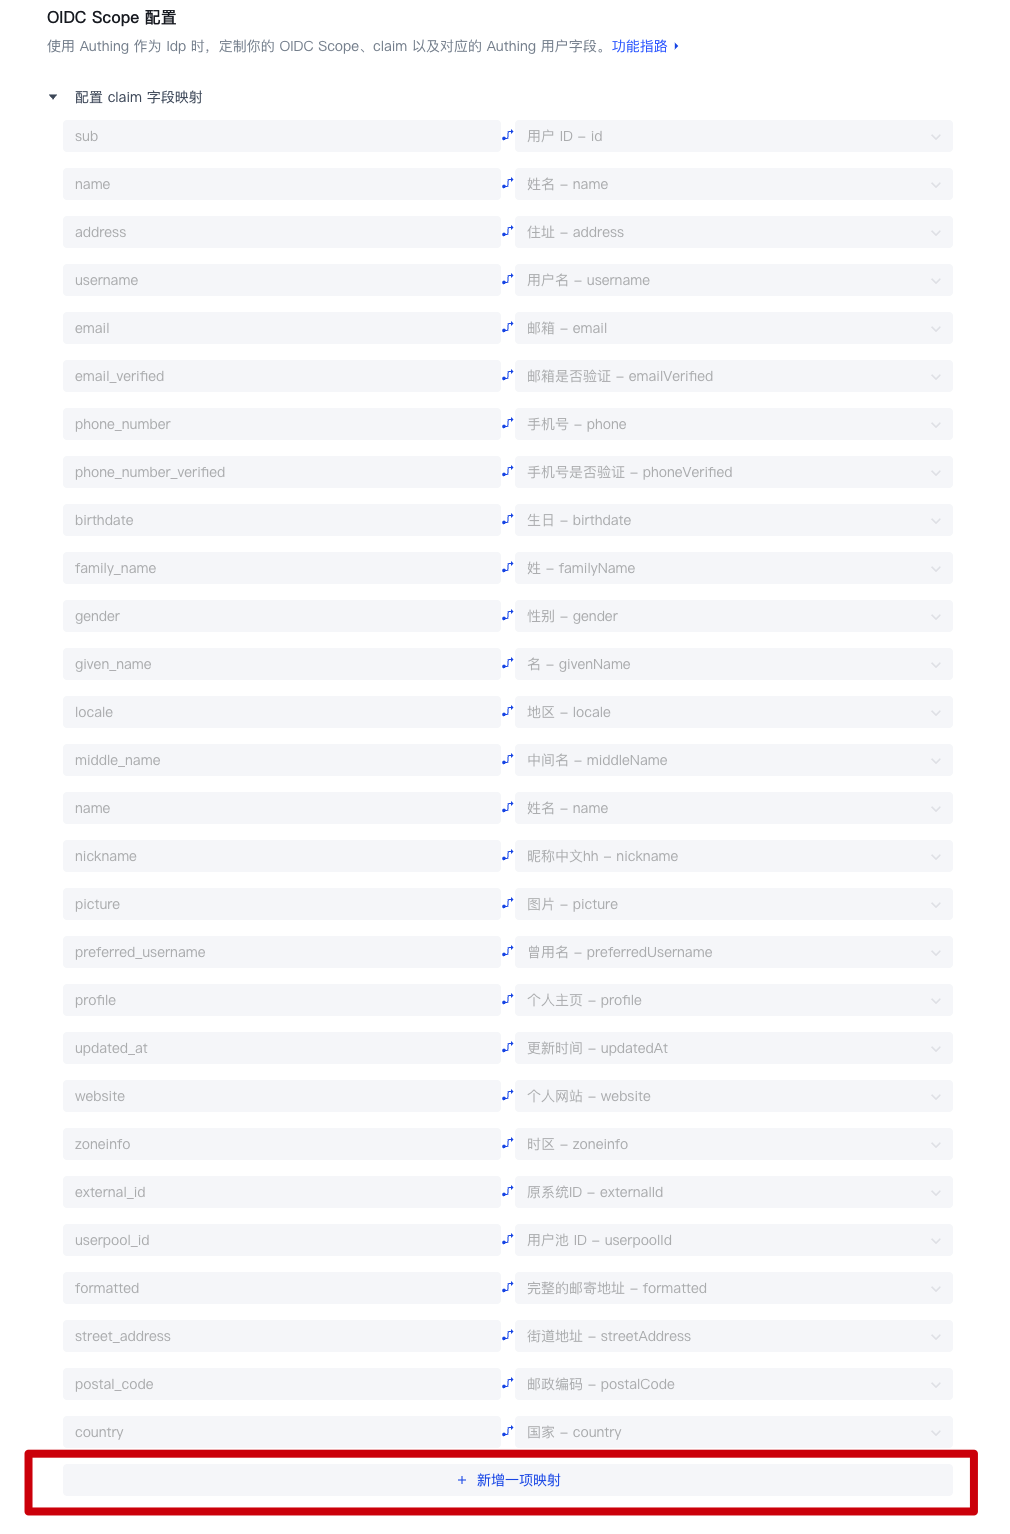 OIDC Scope 配置
使用 Authing 作为 Idp 时，定制你的 OIDC Scope、claim 以及对应的 Authing 用户字段。功能指路
配置 claim 字段映射
sub 用户 ID - id
name 姓名 - name
address 住址 - address
username 用户名 - username
email 邮箱 - email
email_verified 邮箱是否验证 - emailVerified
phone_number 手机号 - phone
phone_number_verified 手机号是否验证 - phoneVerified
birthdate 生日 - birthdate
family_name 姓 - familyName
gender 性别 - gender
given_name 名 - givenName
locale 地区 - locale
middle_name 中间名 - middleName
name 姓名 - name
nickname 昵称中文hh - nickname
picture 图片 - picture
preferred_username 曾用名 - preferredUsername
profile 个人主页 - profile
updated_at 更新时间 - updatedAt
website 个人网站 - website
zoneinfo 时区 - zoneinfo
external_id 原系统ID - externalId
userpool_id 用户池 ID - userpoolId
formatted 完整的邮寄地址 - formatted
street_address 街道地址 - streetAddress
postal_code 邮政编码 - postalCode
country 国家 - country
+ 新增一项映射